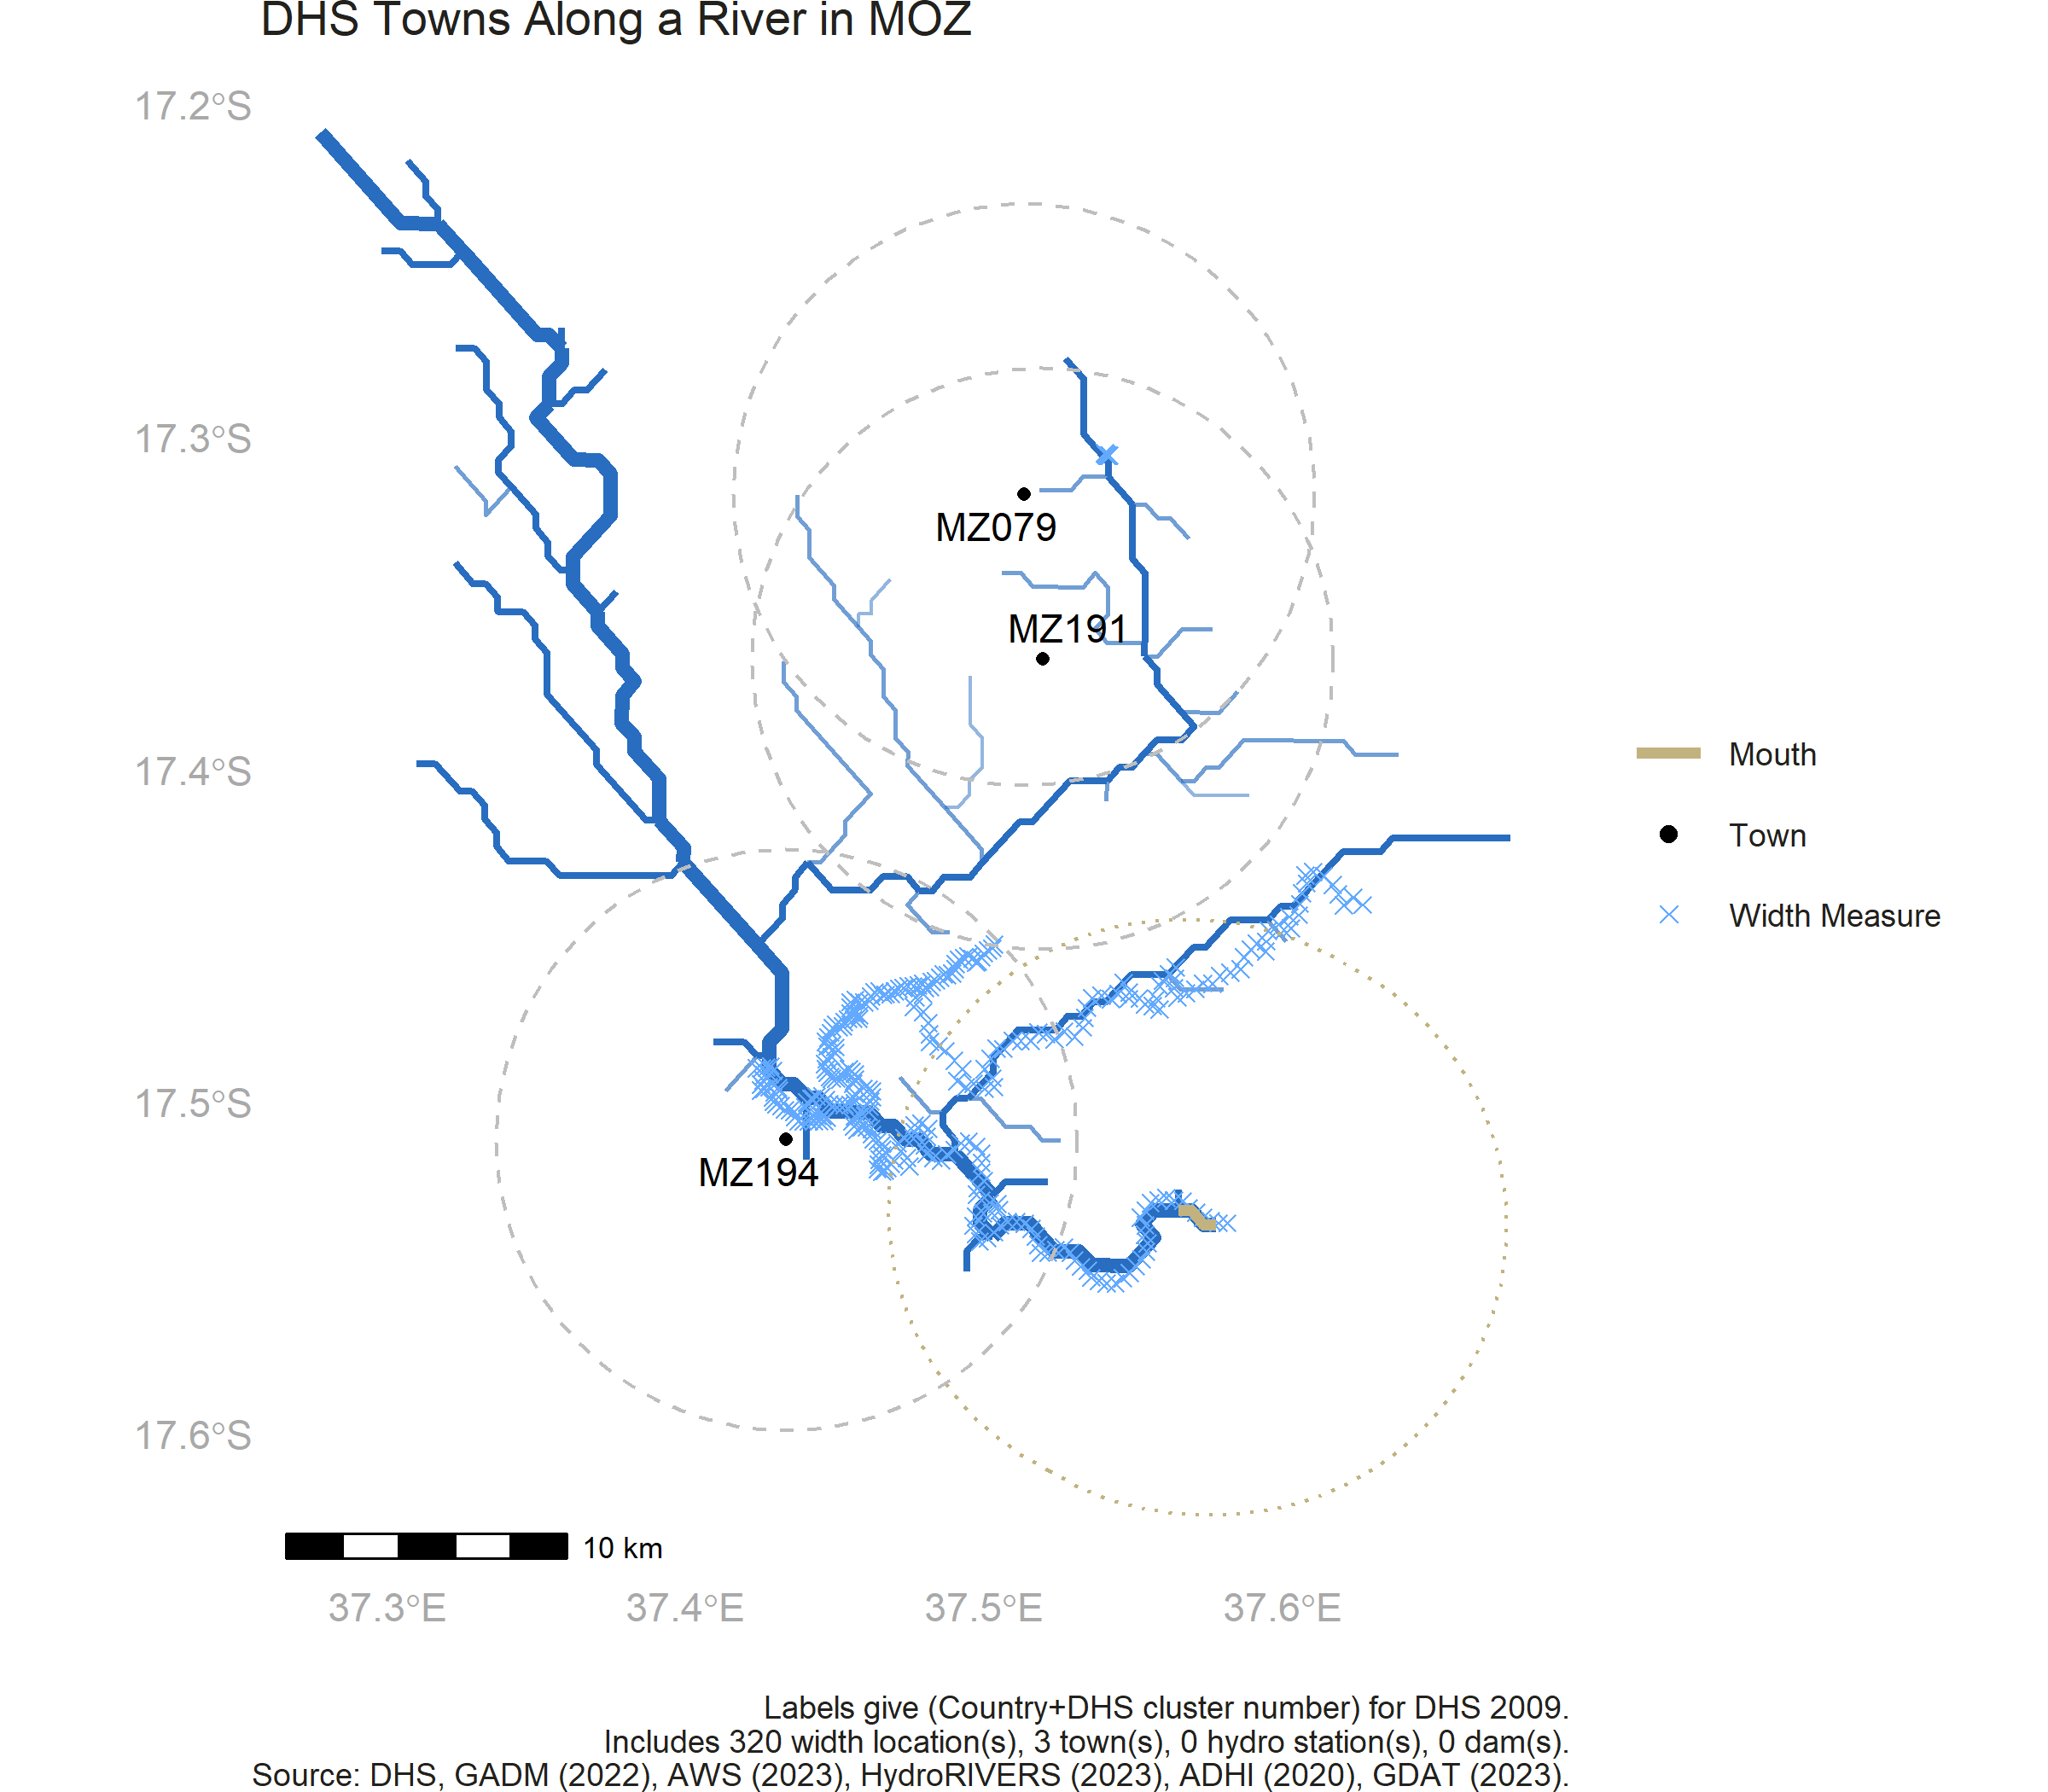 DHS Towns Along a River in MOZ
17.2°S
17.3°S
17.4°S
17.5°S
17.6°S
MZ079
MZ191
MZ194
Mouth
Town
Width Measure
10 km
37.3°E
37.4°E
37.5°E
37.6°E
Labels give (Country+DHS cluster number) for DHS 2009.
Includes 320 width location(s), 3 town(s), 0 hydro station(s), 0 dam(s).
Source: DHS, GADM (2022), AWS (2023), HydroRIVERS (2023), ADHI (2020), GDAT (2023).